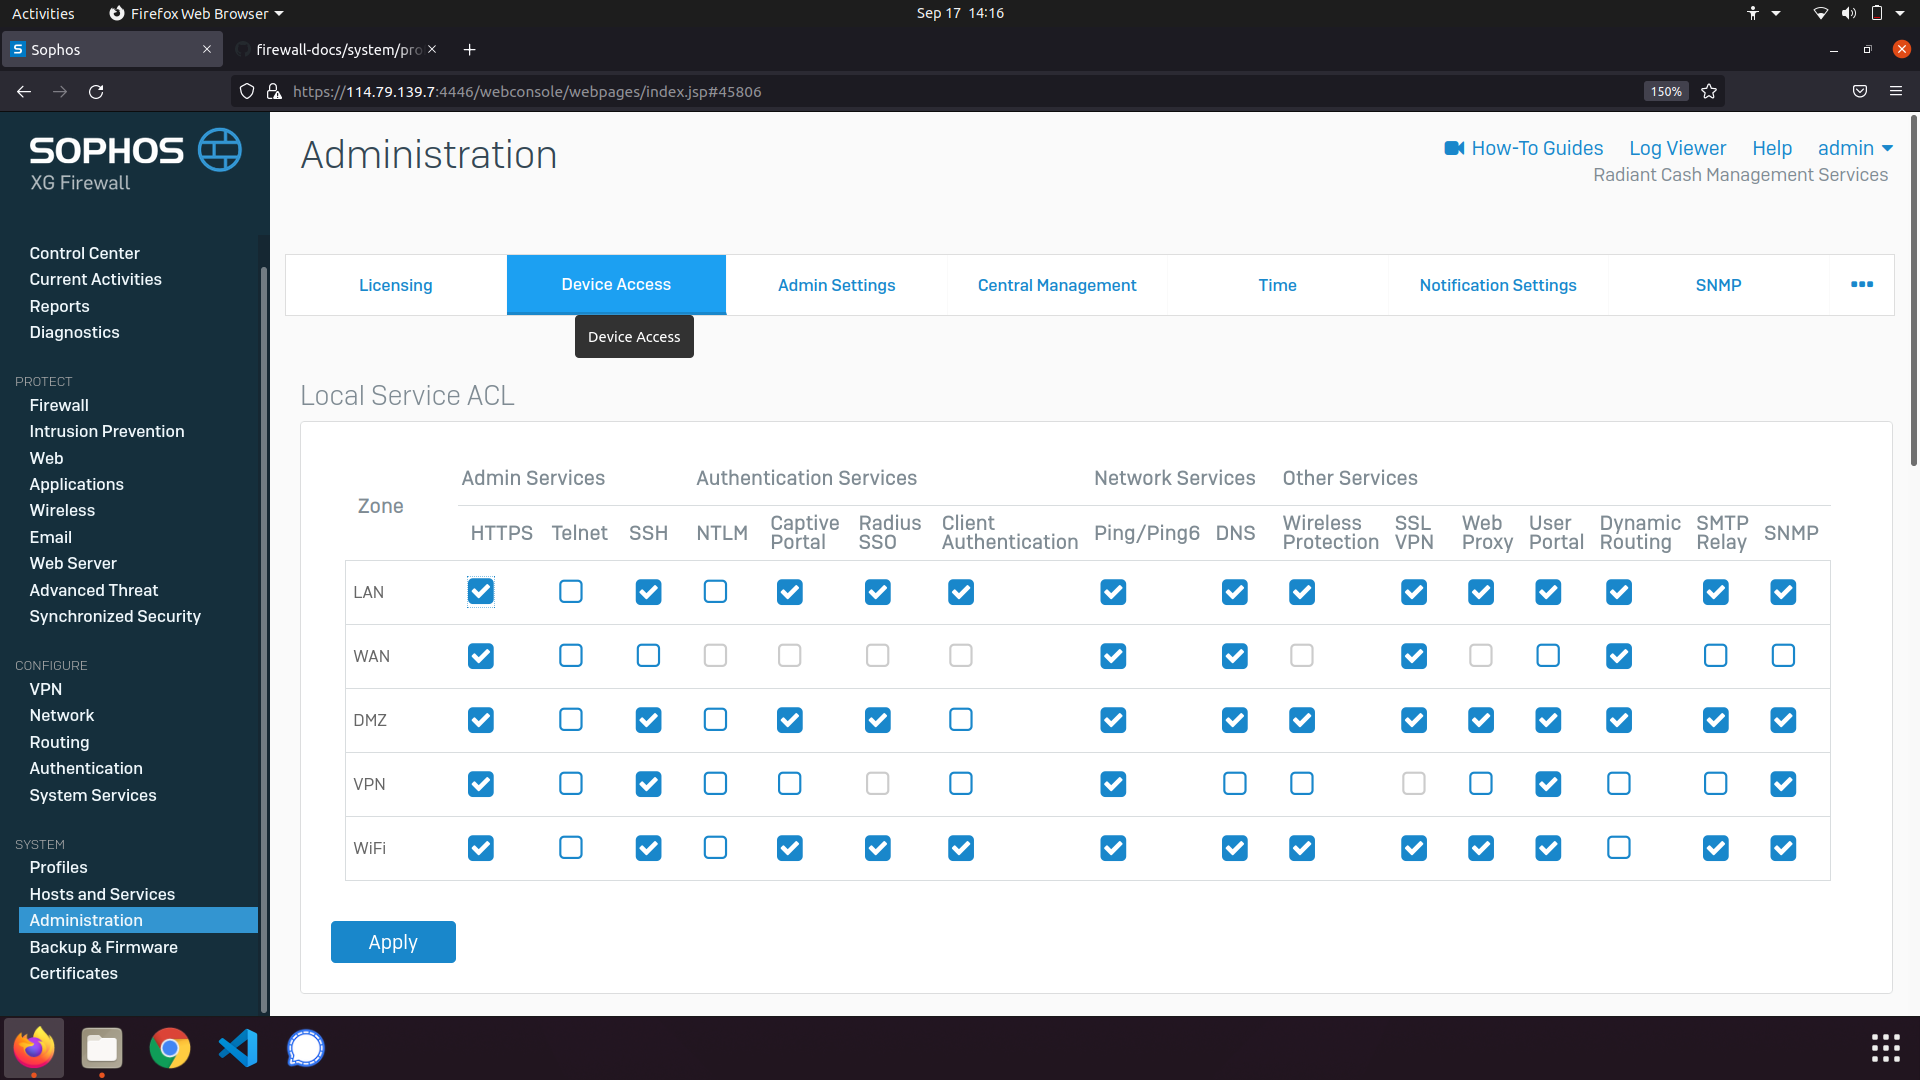 Activities Firefox Web Browser Sep 17 14:16
Sophos firewall-docs/system/pro
https://114.79.139.7:4446/webconsole/webpages/index.jsp#45806 150%
SOPHOS
XG Firewall
Administration
How-To Guides Log Viewer Help admin
Radiant Cash Management Services
Control Center
Current Activities
Reports
Diagnostics
PROTECT
Firewall
Intrusion Prevention
Web
Applications
Wireless
Email
Web Server
Advanced Threat
Synchronized Security
CONFIGURE
VPN
Network
Routing
Authentication
System Services
SYSTEM
Profiles
Hosts and Services
Administration
Backup & Firmware
Certificates
Licensing Device Access Admin Settings Central Management Time Notification Settings SNMP
Device Access
Local Service ACL
Zone
Admin Services Authentication Services Network Services Other Services
HTTPS Telnet SSH NTLM Captive Portal Radius SSO Client Authentication Ping/Ping6 DNS Wireless Protection SSL VPN Web Proxy User Portal Dynamic Routing SMTP Relay SNMP
LAN
WAN
DMZ
VPN
WiFi
Apply